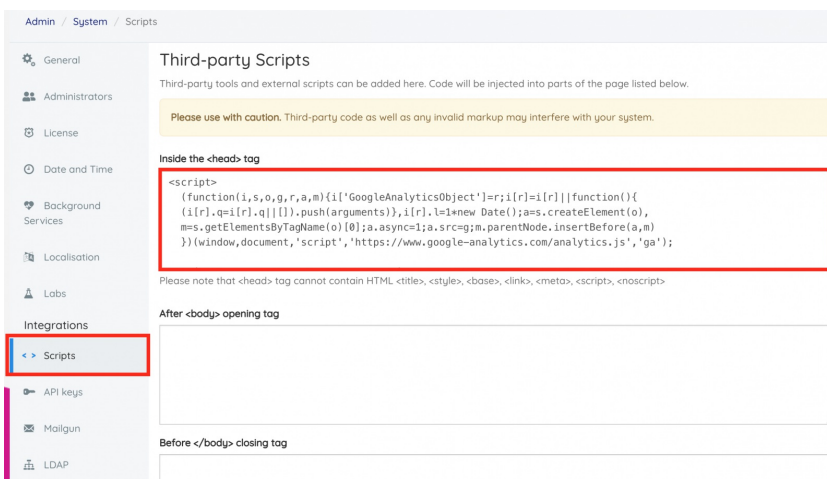 Admin / System / Scripts
General
Administrators
License
Date and Time
Background
Services
Localisation
Labs
Integrations
< > Scripts
API keys
Mailgun
LDAP
Third-party Scripts
Third-party tools and external scripts can be added here. Code will be injected into parts of the page listed below.
Please use with caution. Third-party code as well as any invalid markup may interfere with your system.
Inside the <head> tag
<script>
(function(i,s,o,g,r,a,m){i['GoogleAnalyticsObject']=r;i[r]=i[r]||function(){
(i[r].q=i[r].q||[]).push(arguments)},i[r].l=1*new Date();a=s.createElement(o),
m=s.getElementsByTagName(o)[0];a.async=1;a.src=g;m.parentNode.insertBefore(a,m)
})(window,document,'script','https://www.google-analytics.com/analytics.js','ga');
Please note that <head> tag cannot contain HTML <title>, <style>, <base>, <link>, <meta>, <script>, <noscript>
After <body> opening tag
Before </body> closing tag